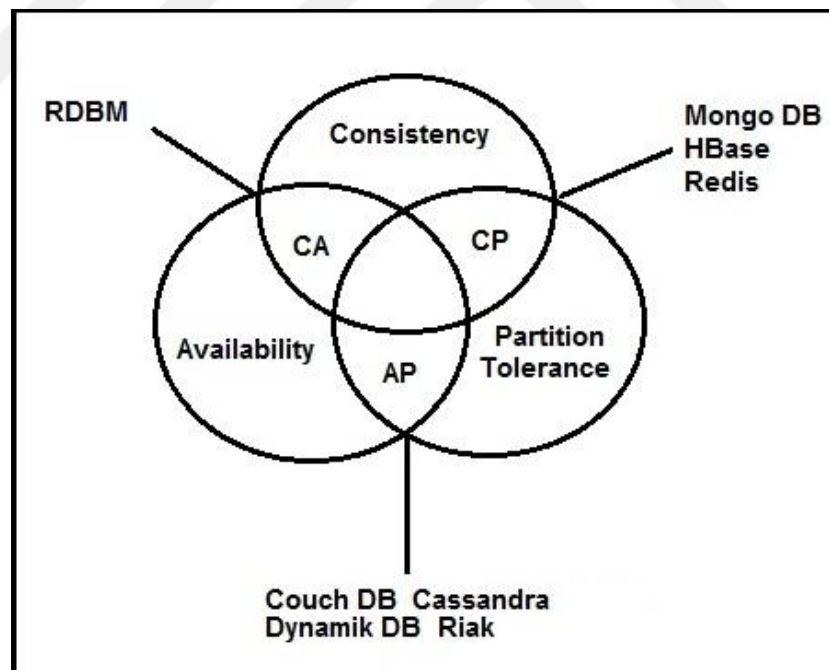 RDBM
Consistency
Mongo DB
HBase
Redis
CA
CP
Availability
Partition
Tolerance
AP
Couch DB Cassandra
Dynamik DB Riak